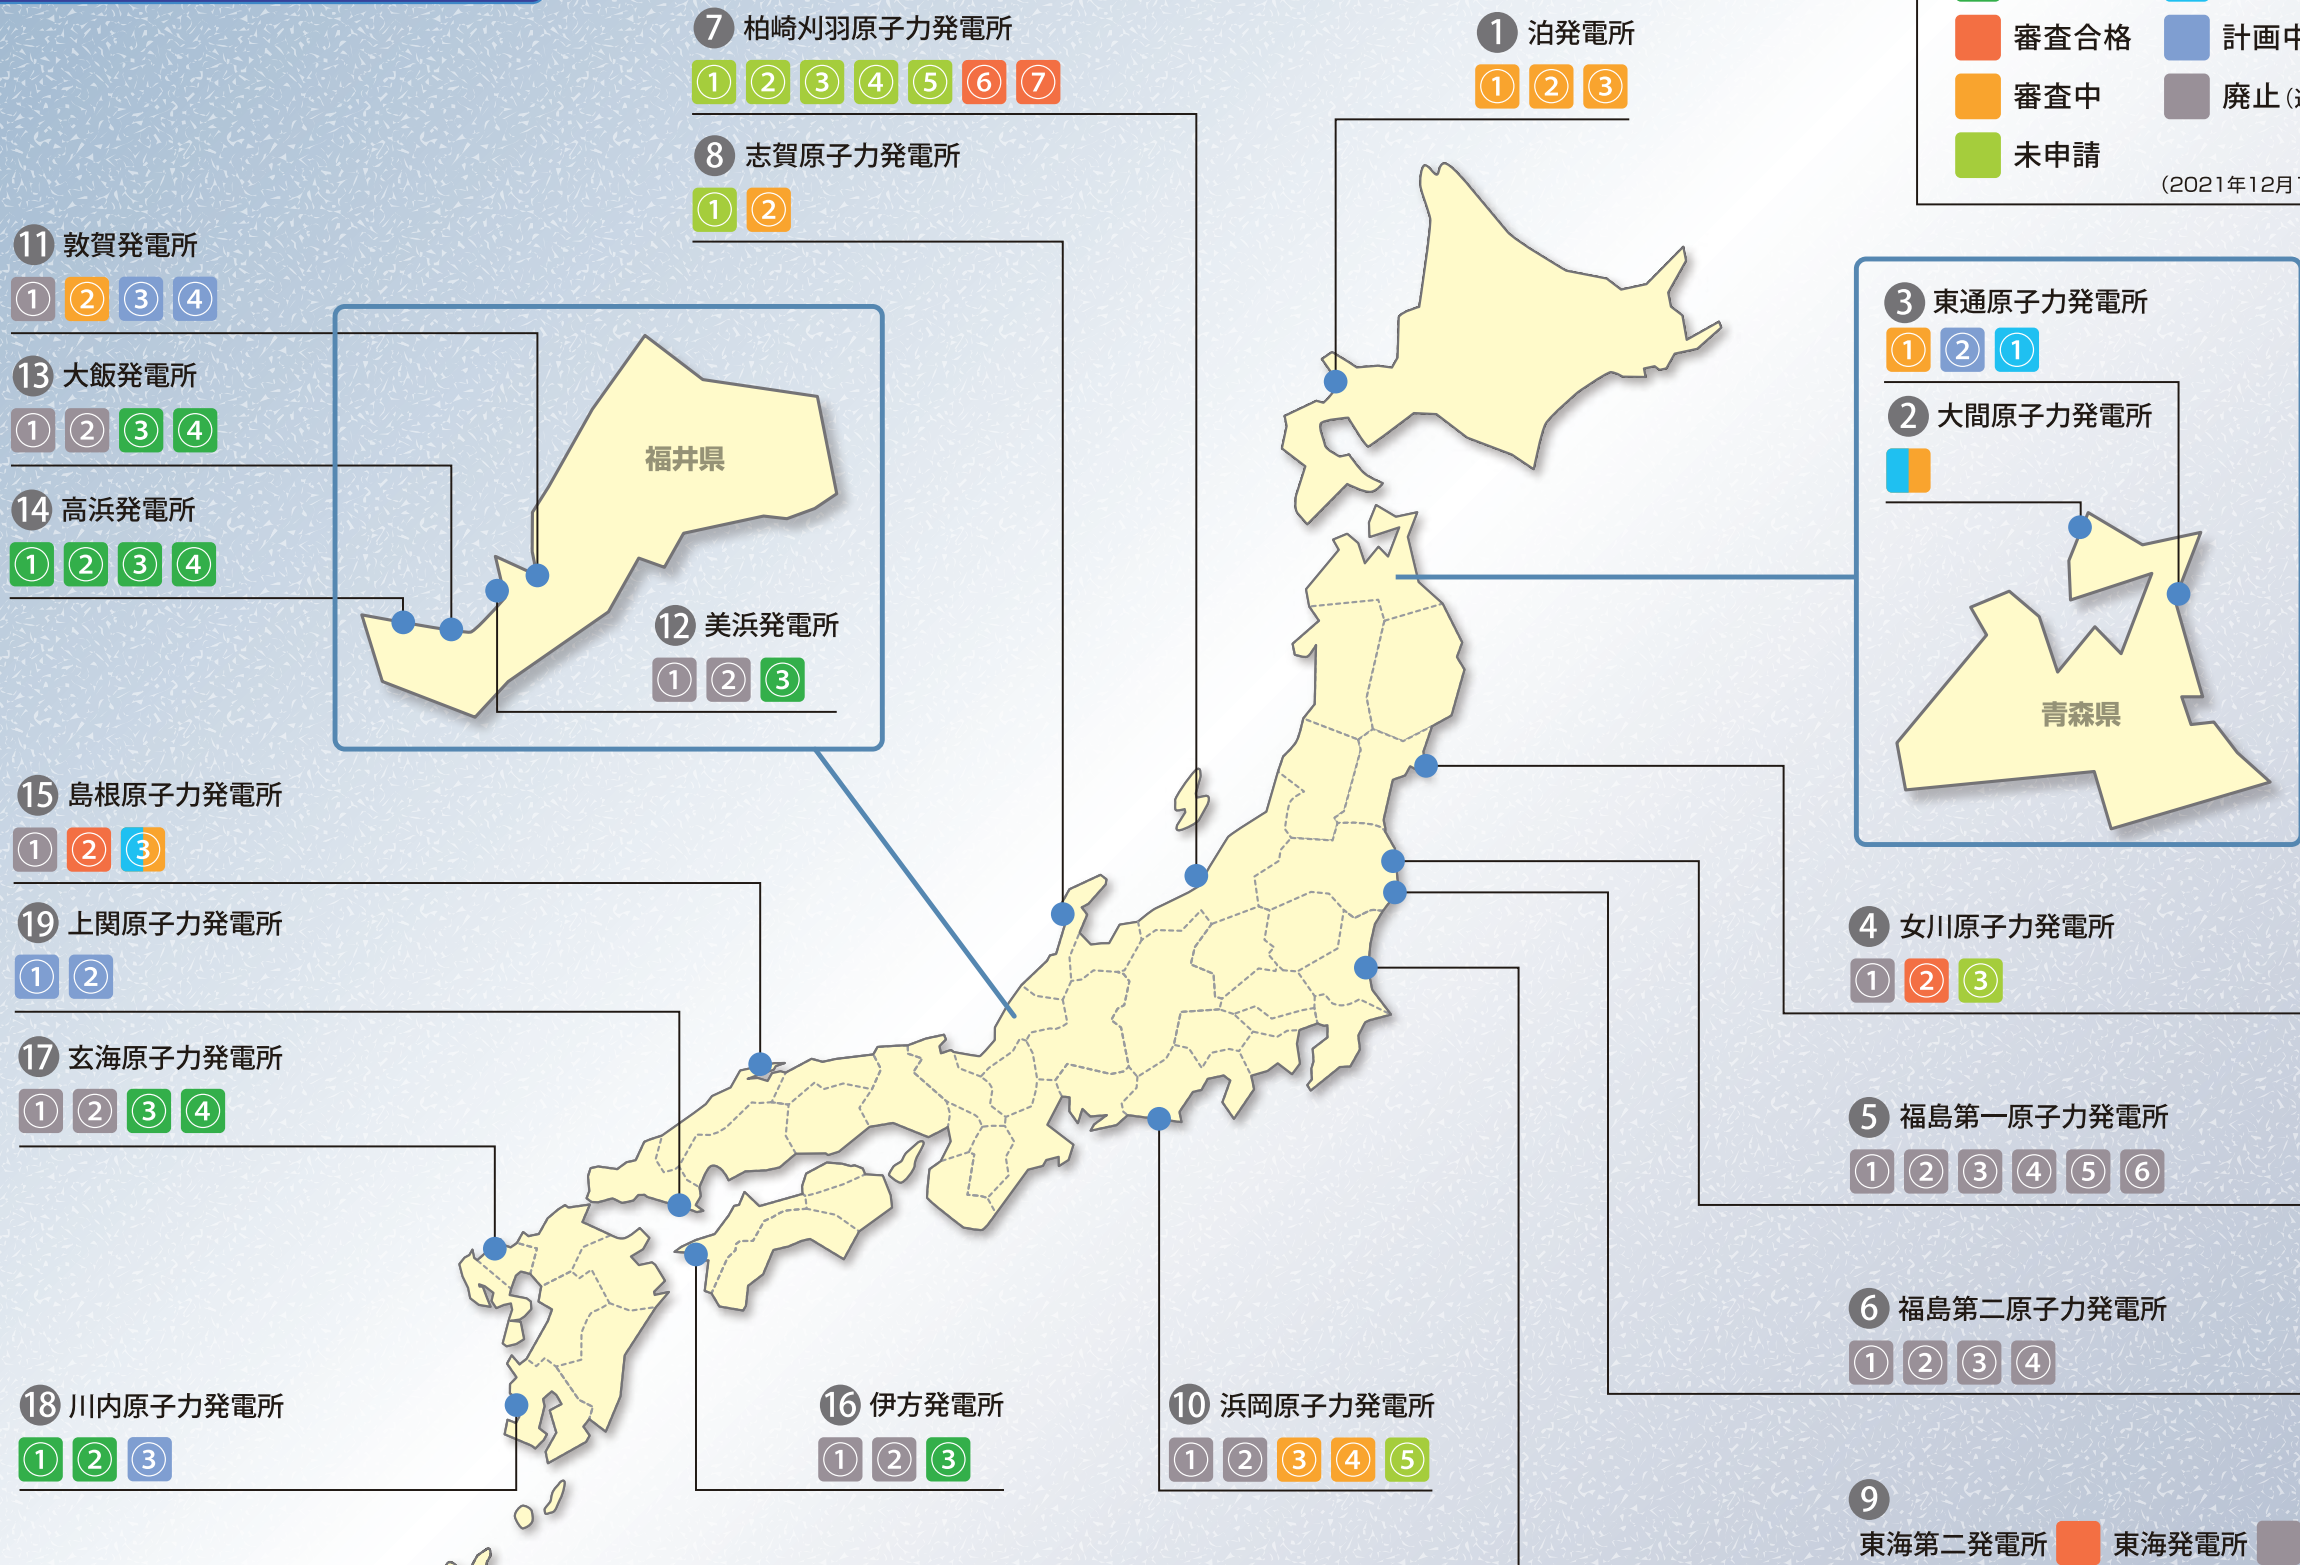 7 柏崎刈羽原子力発電所
① ② ③ ④ ⑤ ⑥ ⑦
8 志賀原子力発電所
① ②
1 泊発電所
① ② ③
審査合格
計画中
審査中
廃止
未申請
(2021年12月
11 敦賀発電所
① ② ③ ④
13 大飯発電所
① ② ③ ④
14 高浜発電所
① ② ③ ④
福井県
12 美浜発電所
① ② ③
3 東通原子力発電所
① ② ①
2 大間原子力発電所
青森県
15 島根原子力発電所
① ② ③
19 上関原子力発電所
① ②
17 玄海原子力発電所
① ② ③ ④
18 川内原子力発電所
① ② ③
16 伊方発電所
① ② ③
10 浜岡原子力発電所
① ② ③ ④ ⑤
4 女川原子力発電所
① ② ③
5 福島第一原子力発電所
① ② ③ ④ ⑤ ⑥
6 福島第二原子力発電所
① ② ③ ④
9
東海第二発電所 東海発電所